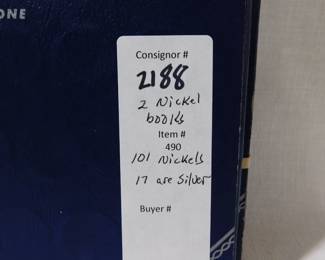 ONE
Consignor #
2188
2 Nickel
books
Item #
490
101 Nickels
17 are Silver
Buyer #